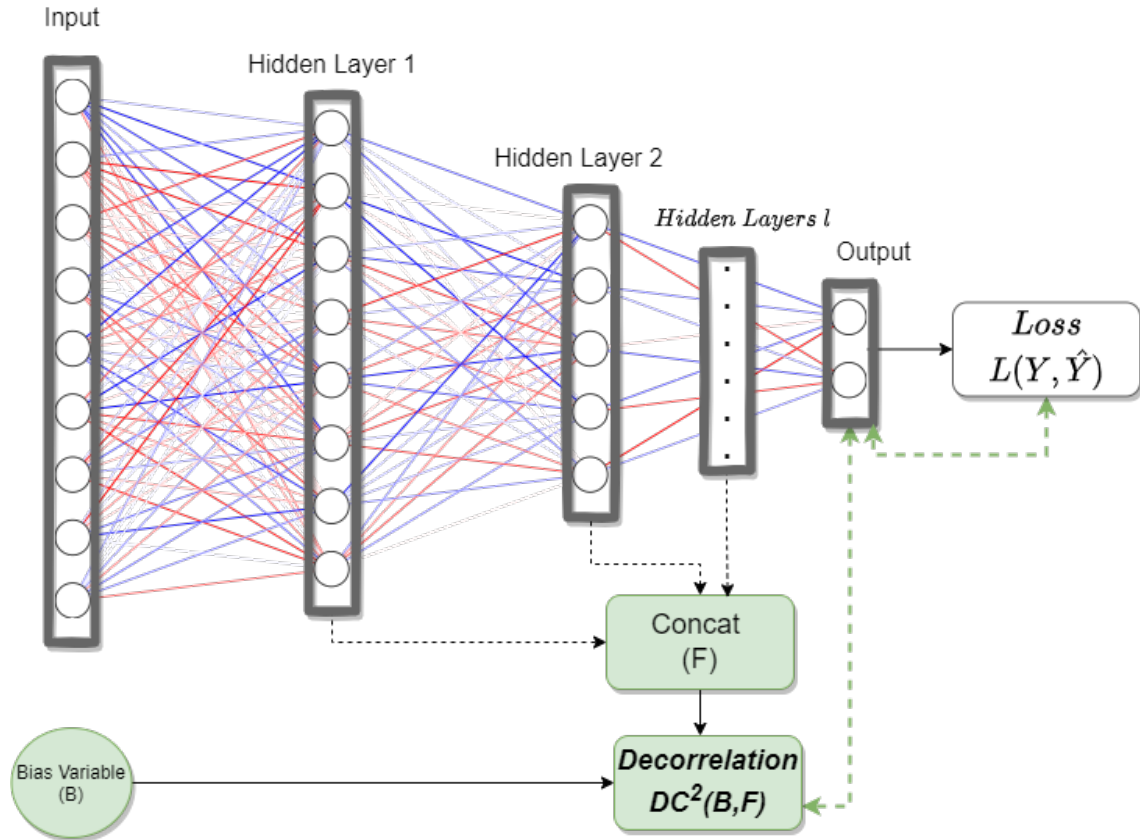 Input
Hidden Layer 1
Hidden Layer 2
Hidden Layers l
Output
Loss
L(Y, Ŷ)
Concat
(F)
Bias Variable
(B)
Decorrelation
DC²(B,F)